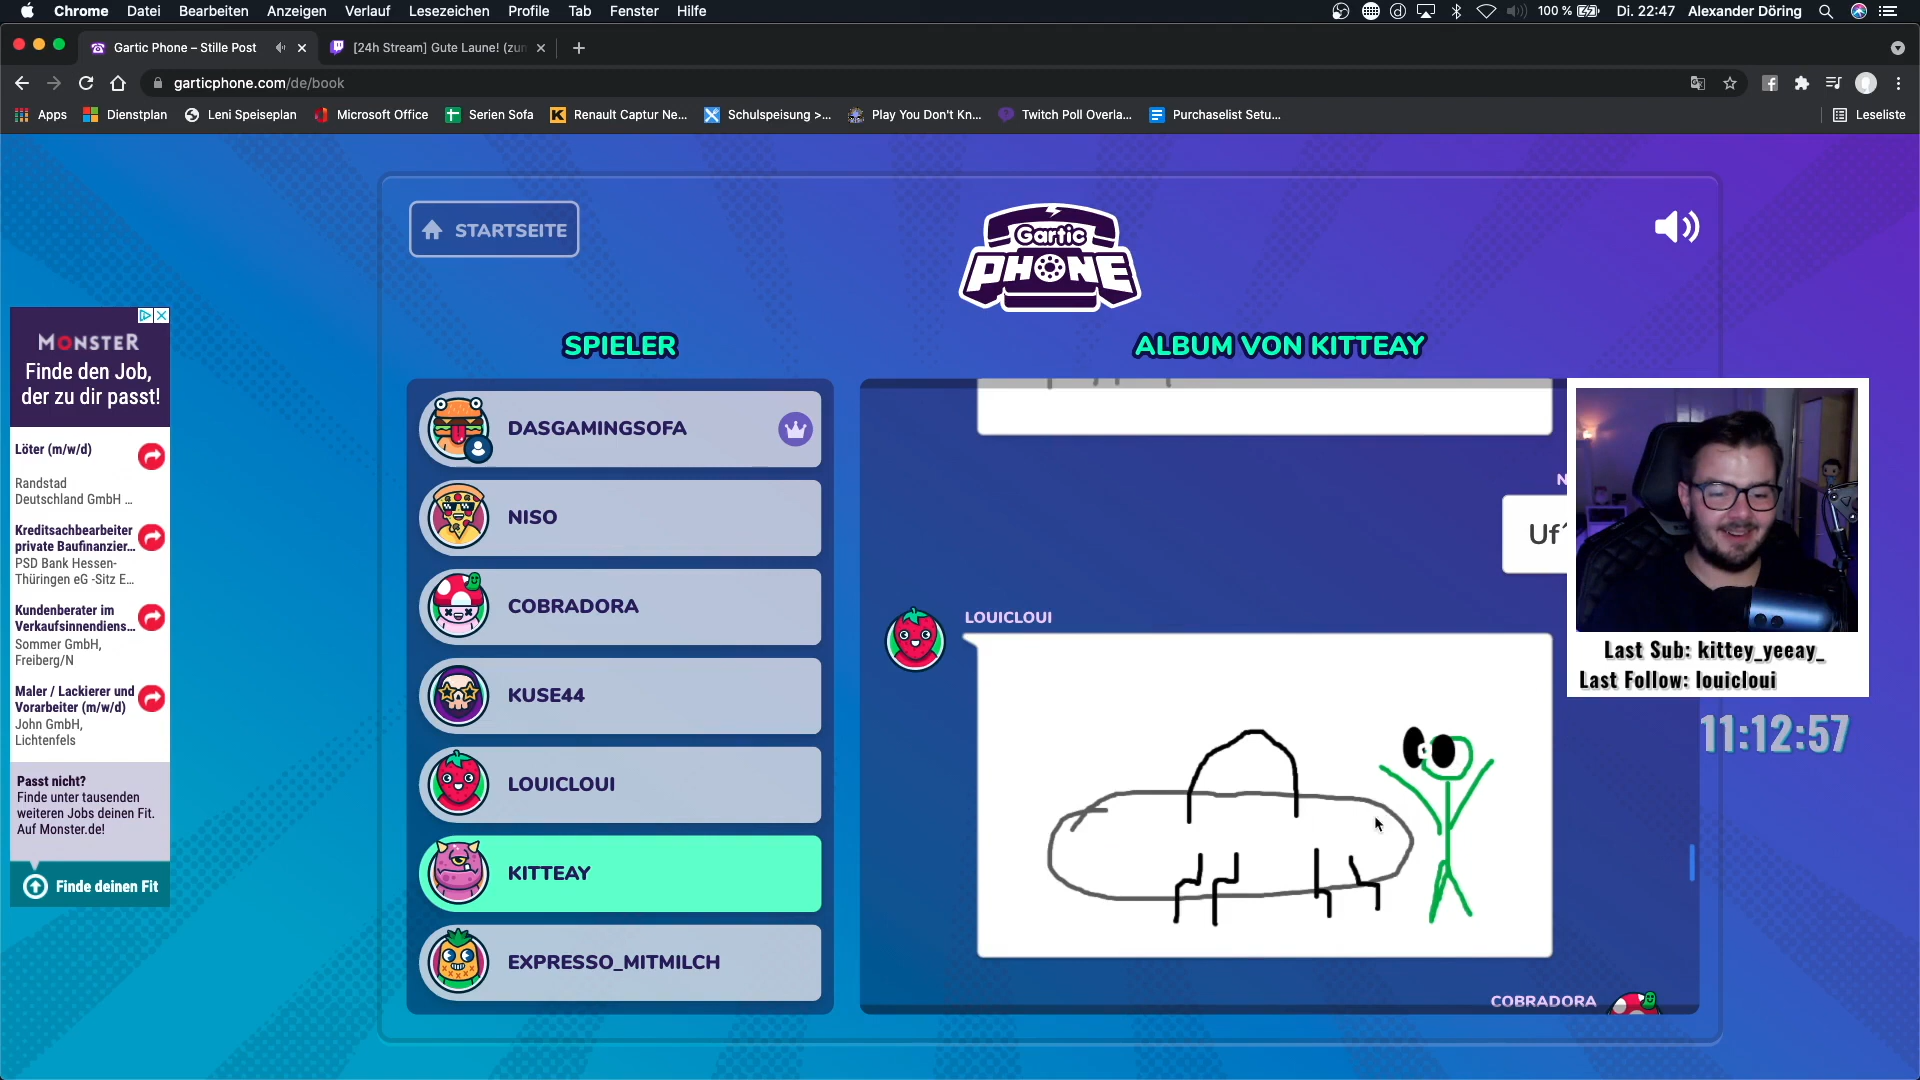 Chrome Datei Bearbeiten Anzeigen Verlauf Lesezeichen Profile Tab Fenster Hilfe 100 % Di. 22:47 Alexander Döring
Gartic Phone – Stille Post [24h Stream] Gute Laune! (zum
garticphone.com/de/book
Apps Dienstplan Leni Speiseplan Microsoft Office Serien Sofa Renault Captur Ne... Schulspeisung >... Play You Don't Kn... Twitch Poll Overla... Purchaselist Setu... Leseliste
STARTSEITE
Gartic
PHONE
SPIELER
ALBUM VON KITTEAY
DASGAMINGSOFA
NISO
COBRADORA
KUSE44
LOUICLOUI
KITTEAY
EXPRESSO_MITMILCH
N
Uf
LOUICLOUI
COBRADORA
Last Sub: kittey_yeeay_
Last Follow: louicloui
11:12:57
MONSTER
Finde den Job,
der zu dir passt!
Löter (m/w/d)
Randstad
Deutschland GmbH ...
Kreditsachbearbeiter
private Baufinanzier...
PSD Bank Hessen-
Thüringen eG -Sitz E...
Kundenberater im
Verkaufsinnendiens...
Sommer GmbH,
Freiberg/N
Maler / Lackierer und
Vorarbeiter (m/w/d)
John GmbH,
Lichtenfels
Passt nicht?
Finde unter tausenden
weiteren Jobs deinen Fit.
Auf Monster.de!
Finde deinen Fit